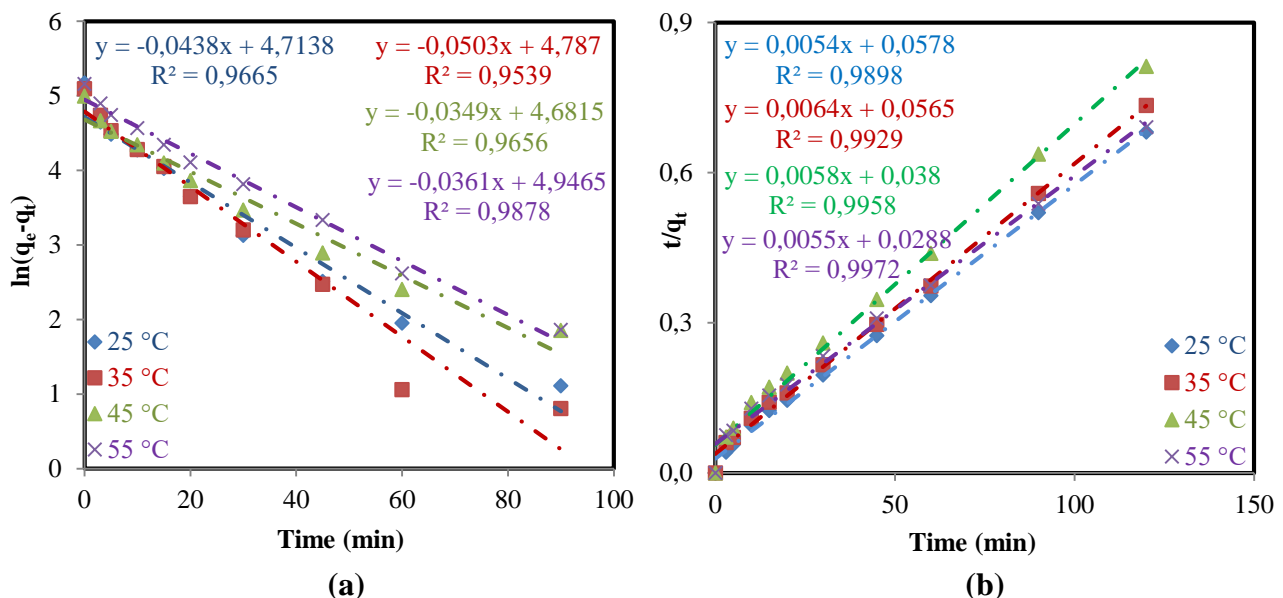 6
5
4
3
2
1
0
ln(qₑ-qₜ)
y = -0,0438x + 4,7138
R² = 0,9665
y = -0,0503x + 4,787
R² = 0,9539
y = -0,0349x + 4,6815
R² = 0,9656
y = -0,0361x + 4,9465
R² = 0,9878
25 °C
35 °C
45 °C
55 °C
0 20 40 60 80 100
Time (min)
(a)
0,9
0,6
0,3
0,0
t/qₜ
y = 0,0054x + 0,0578
R² = 0,9898
y = 0,0064x + 0,0565
R² = 0,9929
y = 0,0058x + 0,038
R² = 0,9958
y = 0,0055x + 0,0288
R² = 0,9972
25 °C
35 °C
45 °C
55 °C
0 50 100 150
Time (min)
(b)